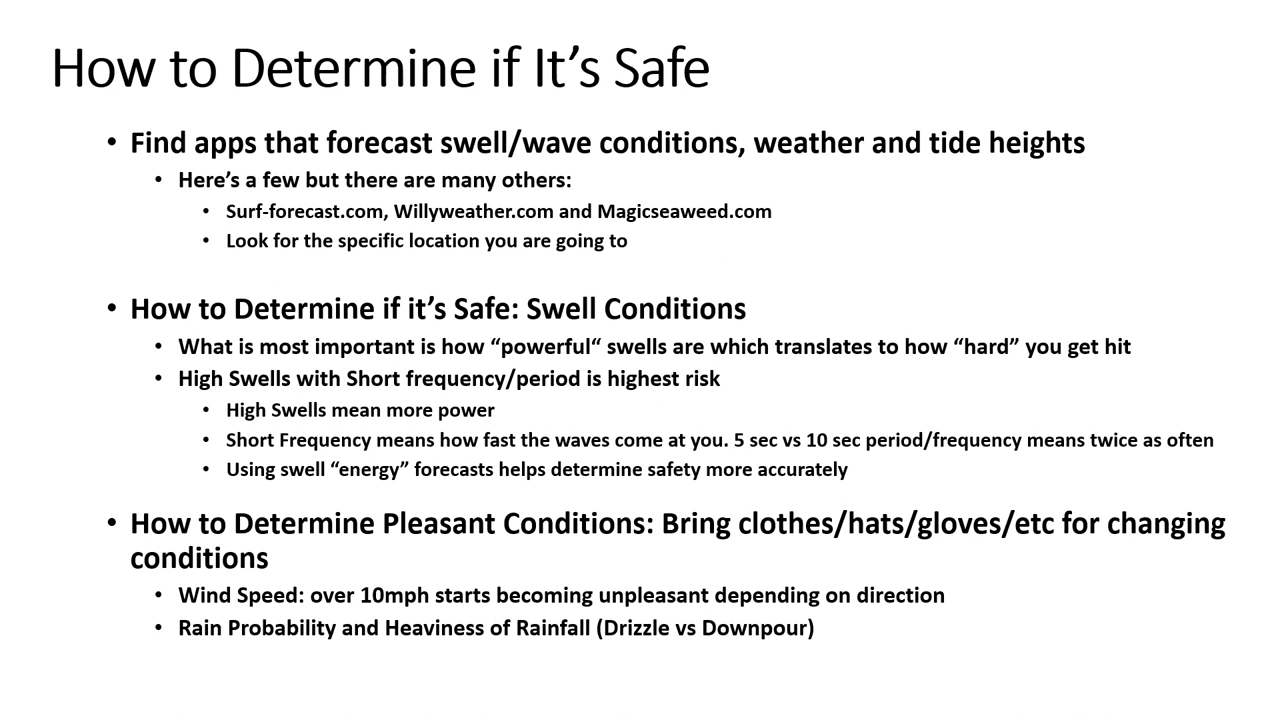 How to Determine if It’s Safe
• Find apps that forecast swell/wave conditions, weather and tide heights
• Here’s a few but there are many others:
• Surf-forecast.com, Willyweather.com and Magicseaweed.com
• Look for the specific location you are going to
• How to Determine if it’s Safe: Swell Conditions
• What is most important is how “powerful“ swells are which translates to how “hard” you get hit
• High Swells with Short frequency/period is highest risk
• High Swells mean more power
• Short Frequency means how fast the waves come at you. 5 sec vs 10 sec period/frequency means twice as often
• Using swell “energy” forecasts helps determine safety more accurately
• How to Determine Pleasant Conditions: Bring clothes/hats/gloves/etc for changing
conditions
• Wind Speed: over 10mph starts becoming unpleasant depending on direction
• Rain Probability and Heaviness of Rainfall (Drizzle vs Downpour)